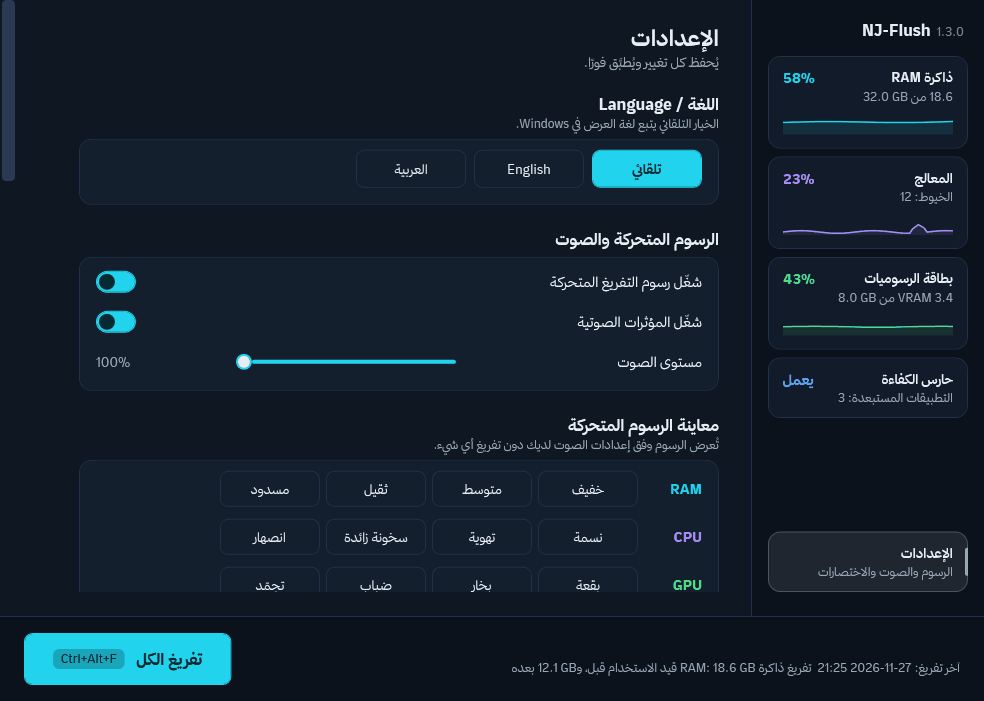 NJ-Flush 1.3.0
ذاكرة RAM 58%
18.6 من 32.0 GB
المعالج 23%
الخيوط: 12
بطاقة الرسوميات 43%
VRAM 3.4 من 8.0 GB
حارس الكفاءة يعمل
التطبيقات المستبعدة: 3
الإعدادات
الرسوم والصوت والاختصارات
الإعدادات
يُحفظ كل تغيير ويُطبَّق فورًا.
اللغة / Language
الخيار التلقائي يتبع لغة العرض في Windows.
تلقائي English العربية
الرسوم المتحركة والصوت
شغّل رسوم التفريغ المتحركة
شغّل المؤثرات الصوتية
مستوى الصوت 100%
معاينة الرسوم المتحركة
تُعرض الرسوم وفق إعدادات الصوت لديك دون تفريغ أي شيء.
RAM خفيف متوسط ثقيل مسدود
CPU نسمة تهوية سخونة زائدة انصهار
GPU بقعة بخار ضباب تجمّد
آخر تفريغ: 27-11-2026 21:25 تفريغ ذاكرة RAM: 18.6 GB قيد الاستخدام قبل، و12.1 GB بعده
تفريغ الكل Ctrl+Alt+F